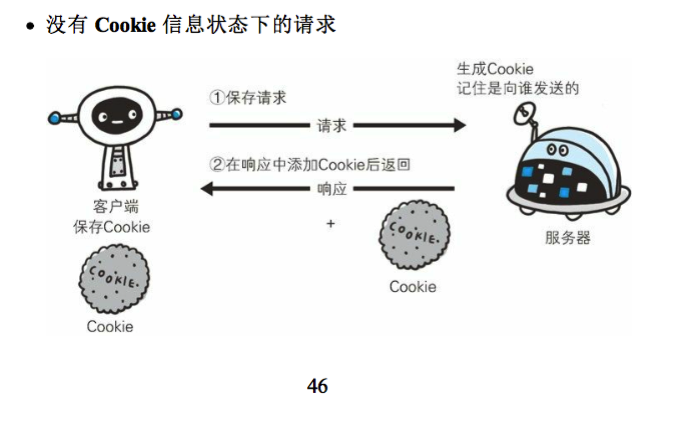 • 没有 Cookie 信息状态下的请求
生成Cookie
记住是向谁发送的
①保存请求
请求
②在响应中添加Cookie后返回
响应
+
客户端
保存Cookie
COOKIE.
Cookie
COOKIE.
Cookie
服务器
46